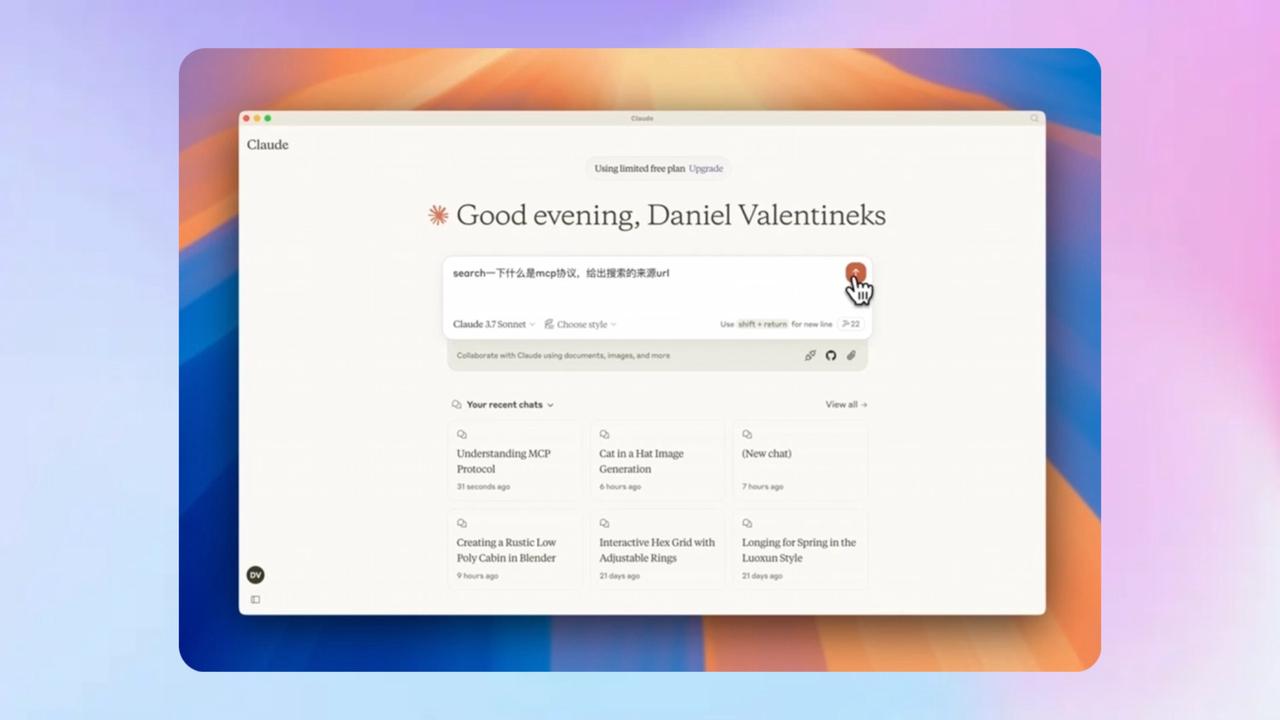 Claude
Claude
Using limited free plan Upgrade
Good evening, Daniel Valentineks
search一下什么是mcp协议，给出搜索的来源url
Claude 3.7 Sonnet Choose style Use shift + return for new line 22
Collaborate with Claude using documents, images, and more
Your recent chats View all →
Understanding MCP
Protocol
31 seconds ago
Cat in a Hat Image
Generation
6 hours ago
(New chat)
7 hours ago
Creating a Rustic Low
Poly Cabin in Blender
9 hours ago
Interactive Hex Grid with
Adjustable Rings
21 days ago
Longing for Spring in the
Luoxun Style
21 days ago
DV